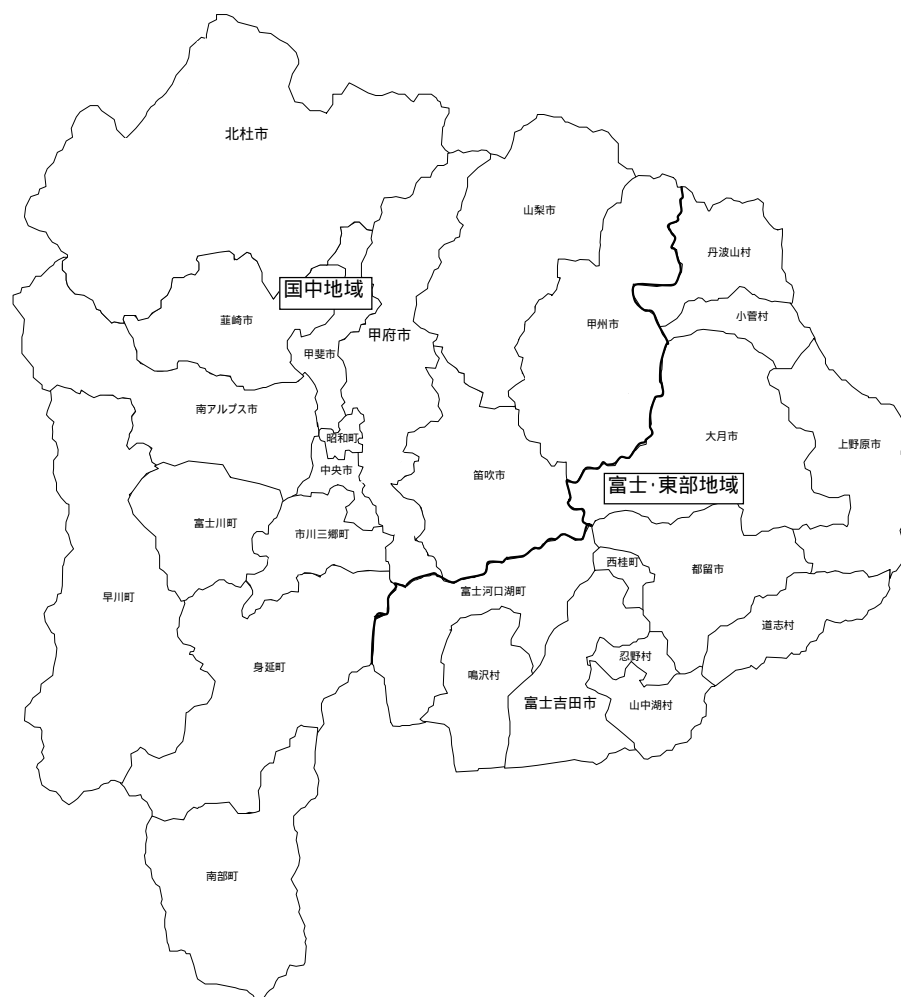 北杜市
山梨市
丹波山村
国中地域
小菅村
韮崎市
甲州市
甲府市
甲斐市
南アルプス市
昭和町
大月市
上野原市
中央市
笛吹市
富士･東部地域
富士川町
市川三郷町
西桂町
都留市
早川町
富士河口湖町
道志村
身延町
忍野村
鳴沢村
富士吉田市
山中湖村
南部町